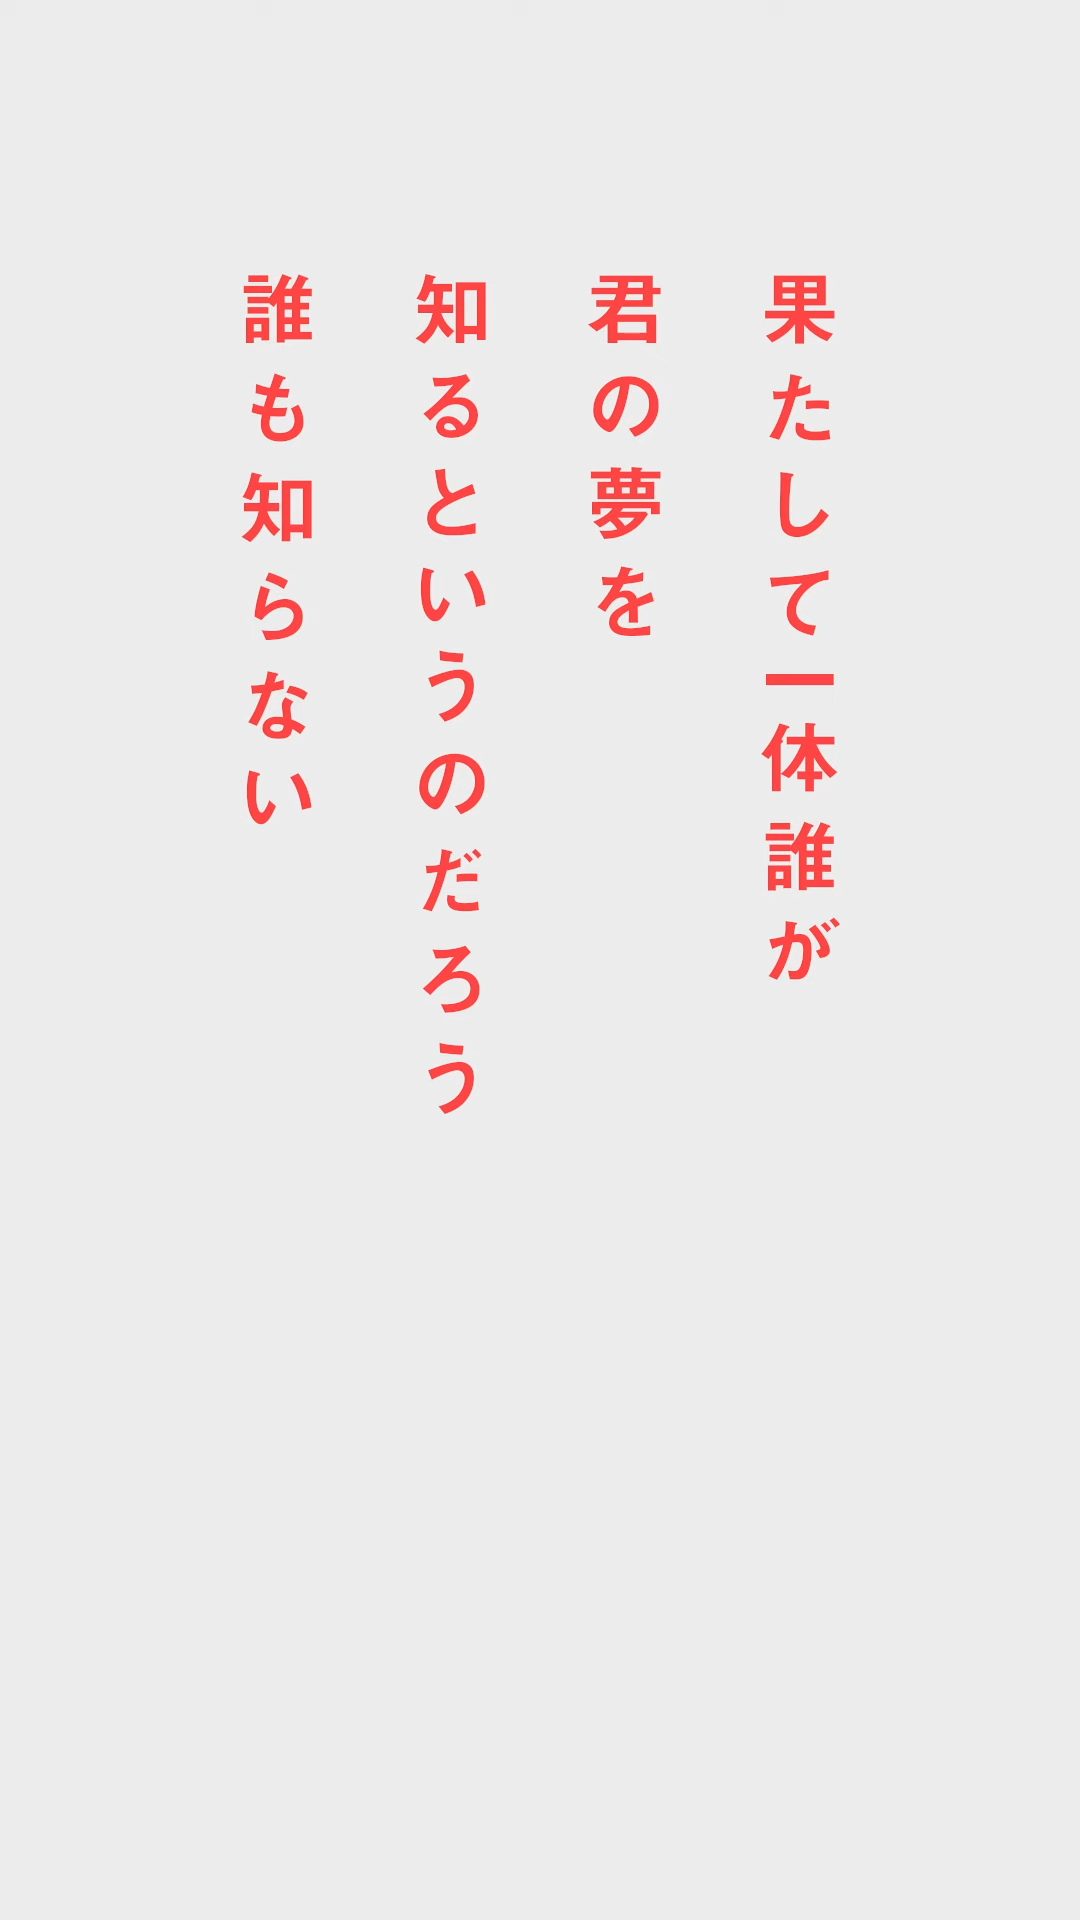 果たして一体誰が
君の夢を
知るというのだろう
誰も知らない